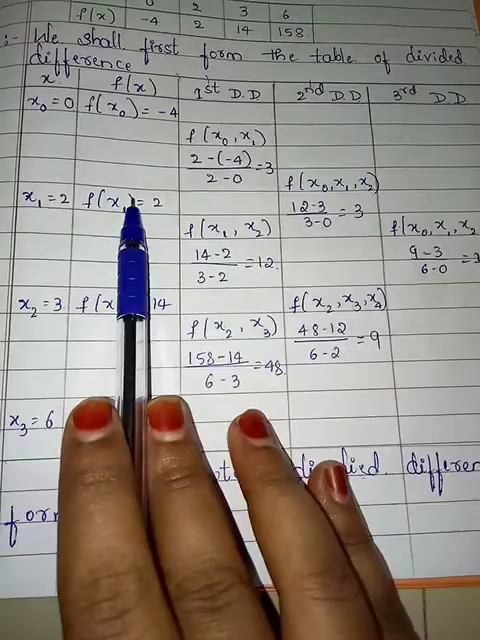 0 2 3 6
f(x) -4 2 14 158
:- We shall first form the table of divided
difference
x f(x) 1st D.D 2nd D.D 3rd D.D
x₀ = 0 f(x₀) = -4
f(x₀, x₁)
2-(-4)/2-0 = 3
f(x₀, x₁, x₂)
12-3/3-0 = 3
x₁ = 2 f(x₁) = 2
f(x₁, x₂)
14-2/3-2 = 12
f(x₀, x₁, x₂
9-3/6-0 =
x₂ = 3 f(x 14
f(x₂, x₃, x₄)
48-12/6-2 = 9
f(x₂, x₃)
158-14/6-3 = 48
x₃ = 6
differen
for